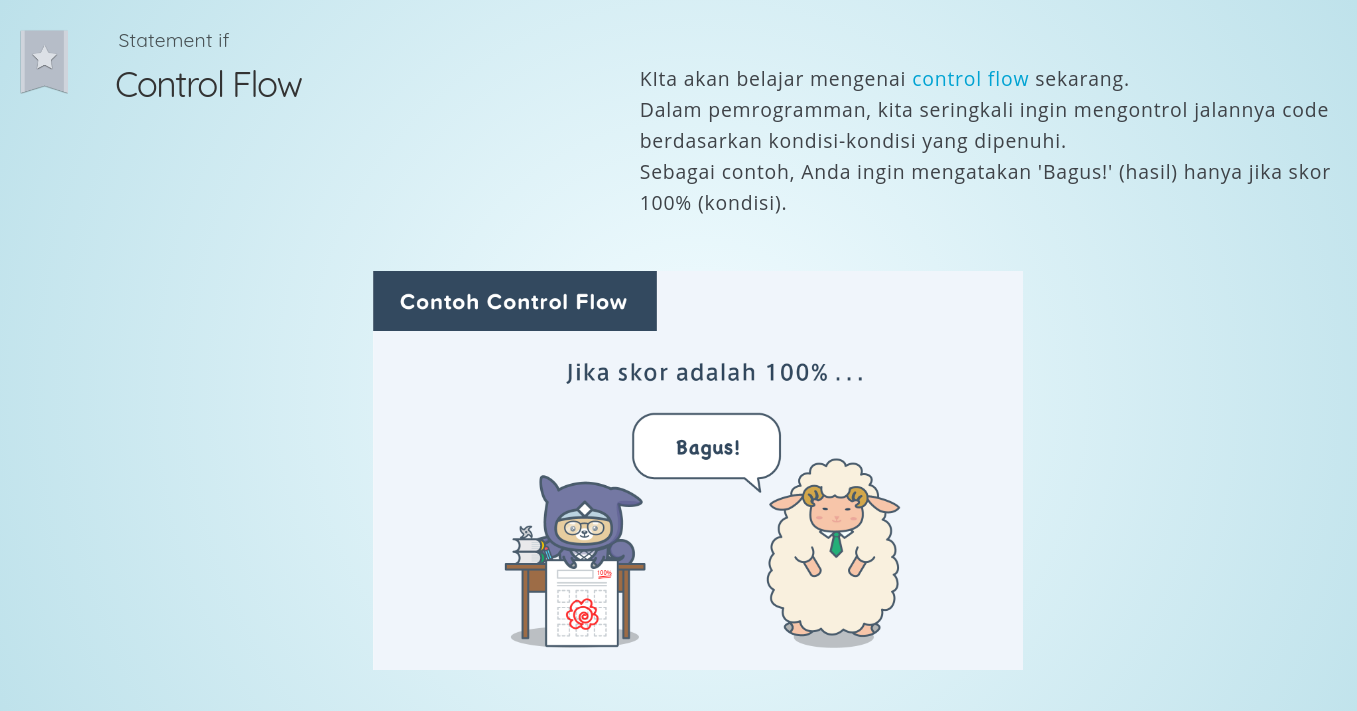 Statement if
Control Flow
KIta akan belajar mengenai control flow sekarang.
Dalam pemrogramman, kita seringkali ingin mengontrol jalannya code
berdasarkan kondisi-kondisi yang dipenuhi.
Sebagai contoh, Anda ingin mengatakan 'Bagus!' (hasil) hanya jika skor
100% (kondisi).
Contoh Control Flow
Jika skor adalah 100% . . .
Bagus!
100%